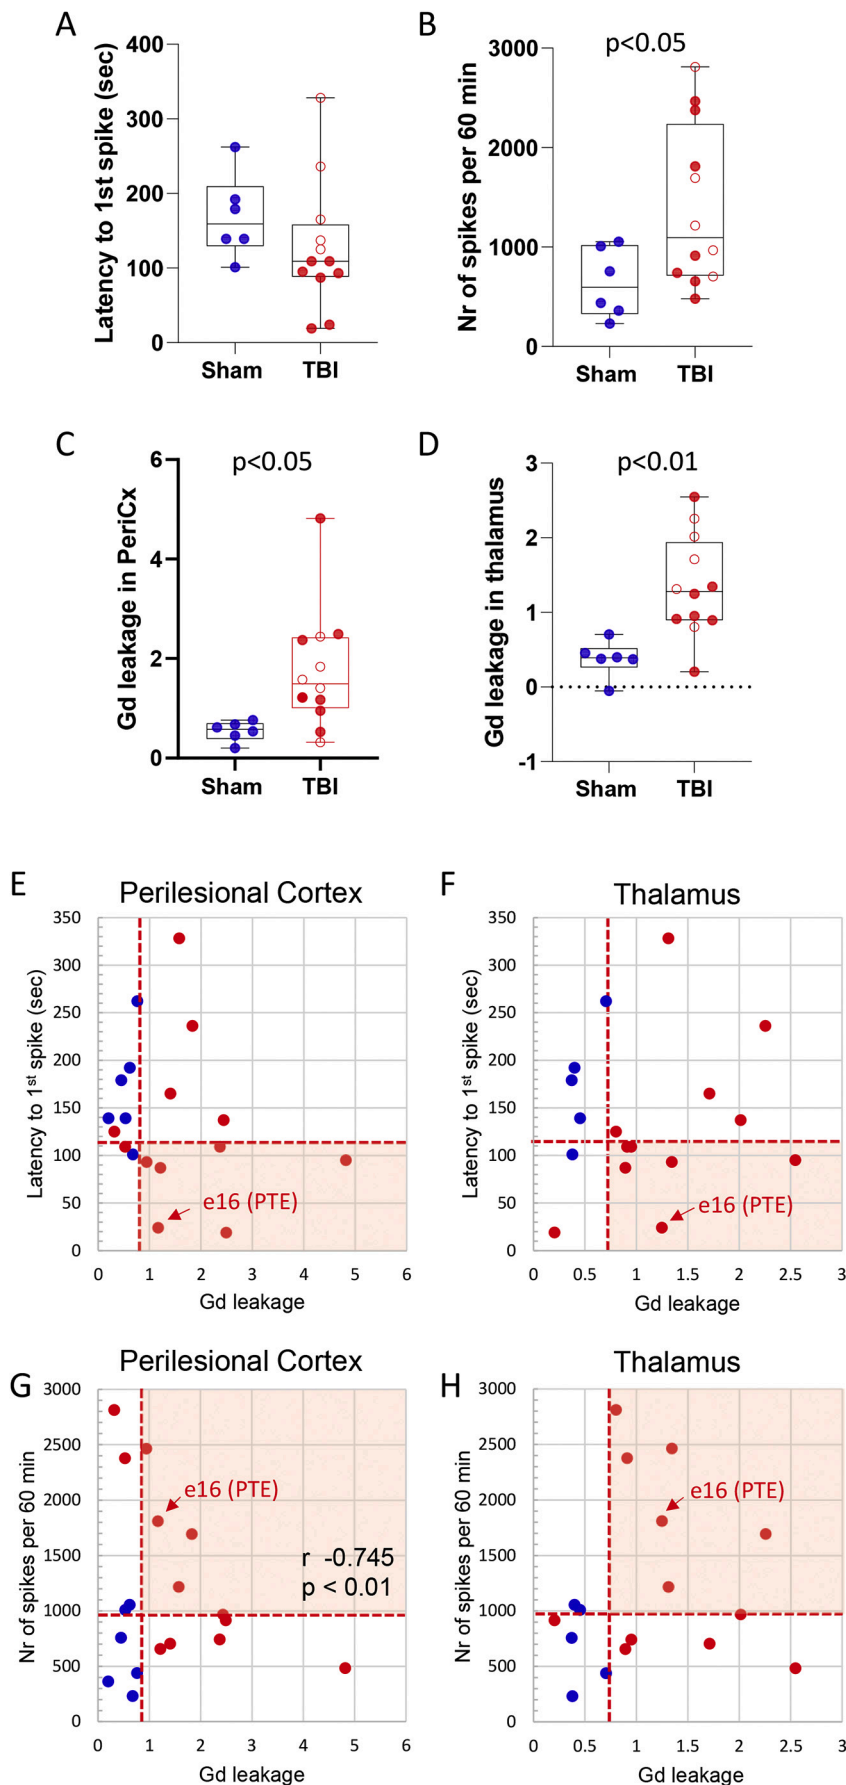 A
Latency to 1st spike (sec)
400
300
200
100
0
Sham
TBI
B
p<0.05
Nr of spikes per 60 min
3000
2000
1000
0
Sham
TBI
C
p<0.05
Gd leakage in PeriCx
6
4
2
0
Sham
TBI
D
p<0.01
Gd leakage in thalamus
3
2
1
0
-1
Sham
TBI
E
Perilesional Cortex
Latency to 1st spike (sec)
350
300
250
200
150
100
50
0
e16 (PTE)
0 1 2 3 4 5 6
Gd leakage
F
Thalamus
Latency to 1st spike (sec)
350
300
250
200
150
100
50
0
e16 (PTE)
0 0.5 1 1.5 2 2.5 3
Gd leakage
G
Perilesional Cortex
Nr of spikes per 60 min
3000
2500
2000
1500
1000
500
0
e16 (PTE)
r -0.745
p < 0.01
0 1 2 3 4 5 6
Gd leakage
H
Thalamus
Nr of spikes per 60 min
3000
2500
2000
1500
1000
500
0
e16 (PTE)
0 0.5 1 1.5 2 2.5 3
Gd leakage